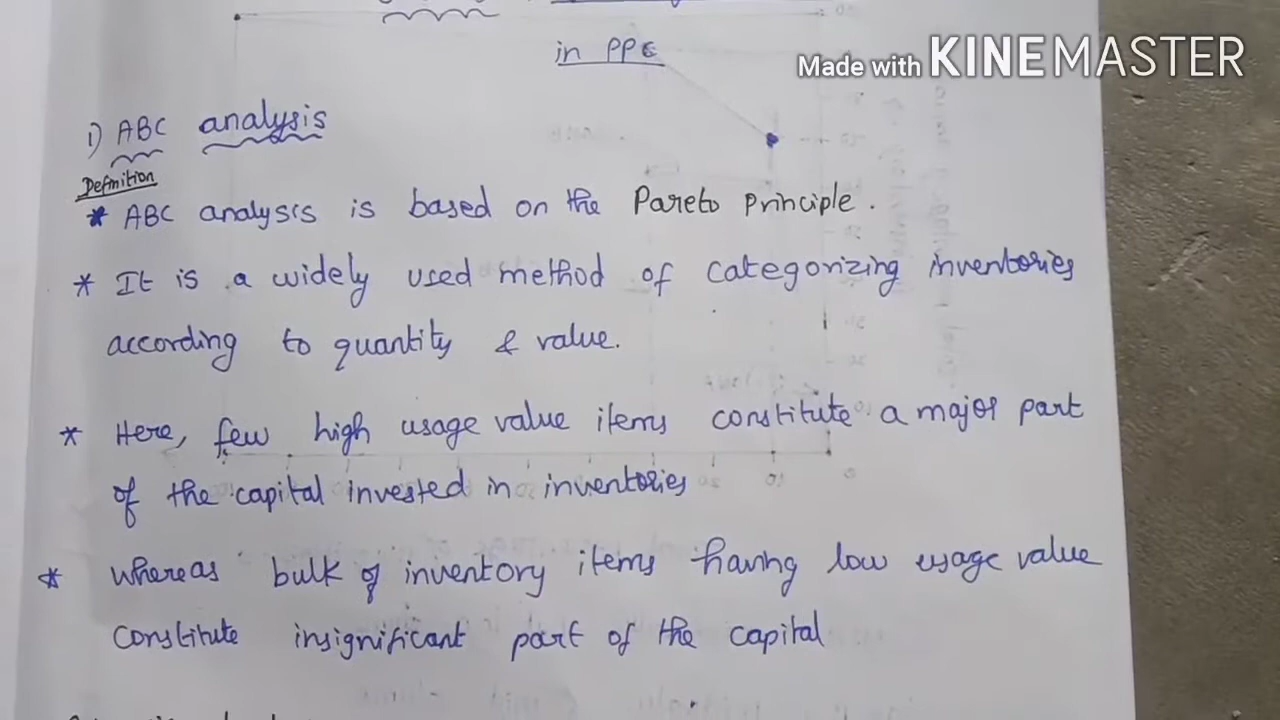 in PPC
Made with KINEMASTER
1) ABC analysis
Definition
* ABC analysis is based on the Pareto Principle.
* It is a widely used method of categorizing inventories
according to quantity & value.
* Here, few high usage value items constitute a major part
of the capital invested in inventories
* whereas bulk of inventory items having low usage value
constitute insignificant part of the capital